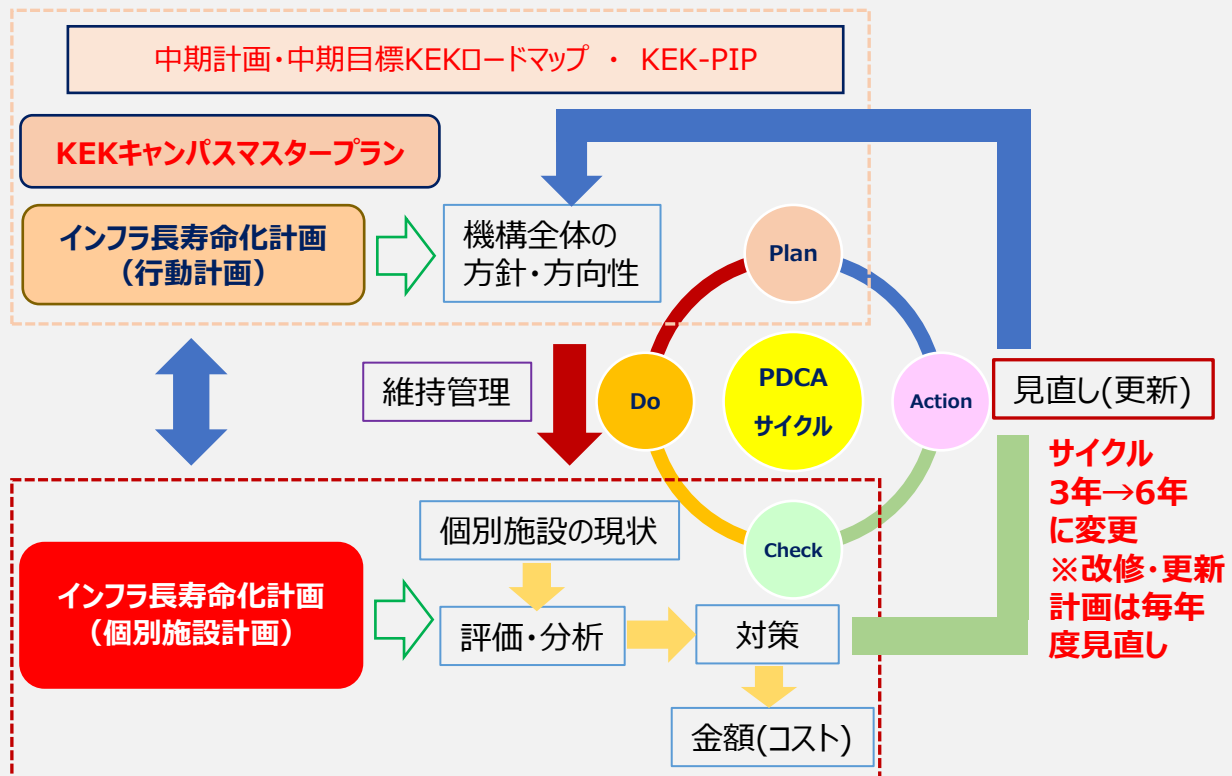 中期計画・中期目標KEKロードマップ ・ KEK-PIP
KEKキャンパスマスタープラン
インフラ長寿命化計画
（行動計画）
機構全体の
方針・方向性
Plan
維持管理
Do
PDCA
サイクル
Action
見直し(更新)
サイクル
3年→6年
に変更
※改修・更新
計画は毎年
度見直し
個別施設の現状
Check
インフラ長寿命化計画
（個別施設計画）
評価・分析
対策
金額(コスト)